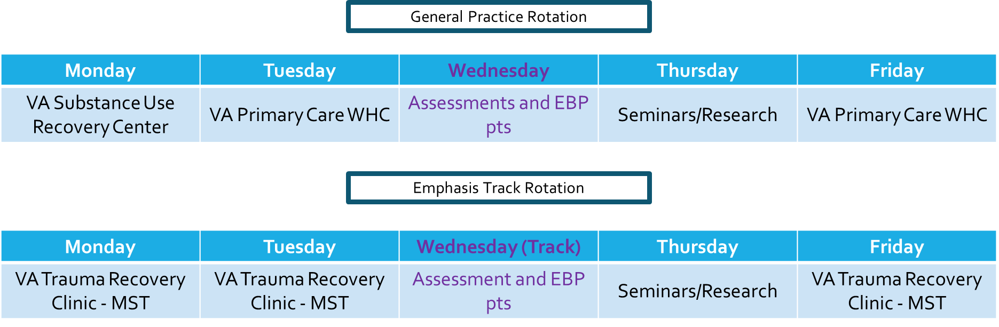 General Practice Rotation
Monday Tuesday Wednesday Thursday Friday
VA Substance Use
Recovery Center
VA Primary Care WHC
Assessments and EBP
pts
Seminars/Research
VA Primary Care WHC
Emphasis Track Rotation
Monday Tuesday Wednesday (Track) Thursday Friday
VA Trauma Recovery
Clinic - MST
VA Trauma Recovery
Clinic - MST
Assessment and EBP
pts
Seminars/Research
VA Trauma Recovery
Clinic - MST